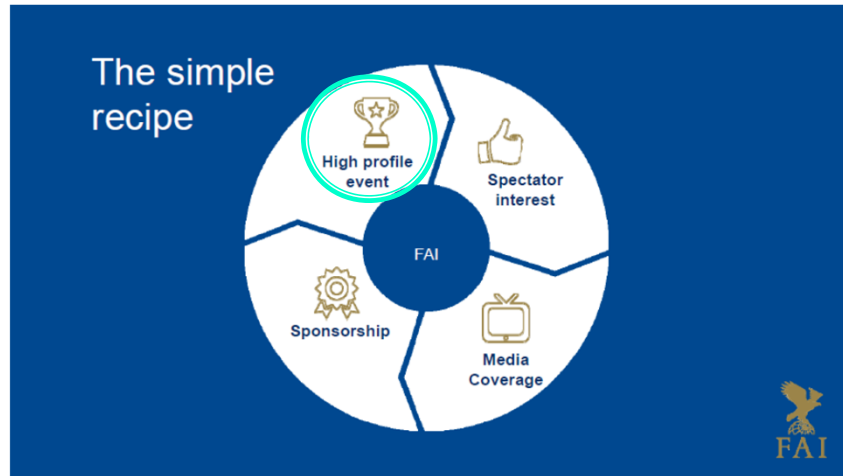 The simple
recipe
High profile
event
Spectator
interest
FAI
Sponsorship
Media
Coverage
FAI